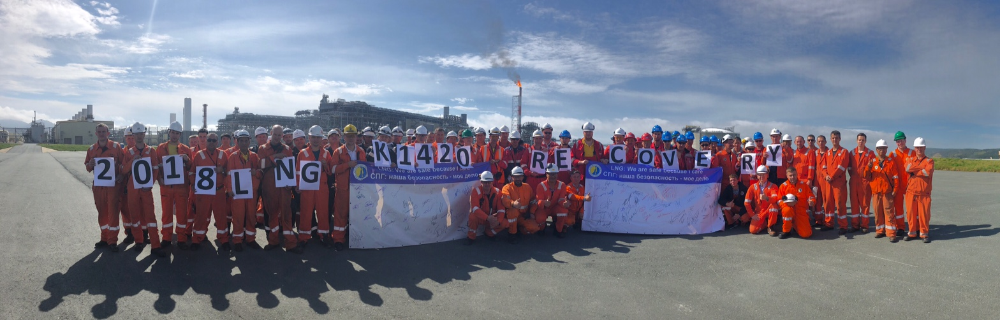 2018 LNG K1420 RECOVERY
LNG: We are safe because I care
СПГ: наша безопасность - мое дело
LNG: We are safe because I care
СПГ: наша безопасность - мое дело